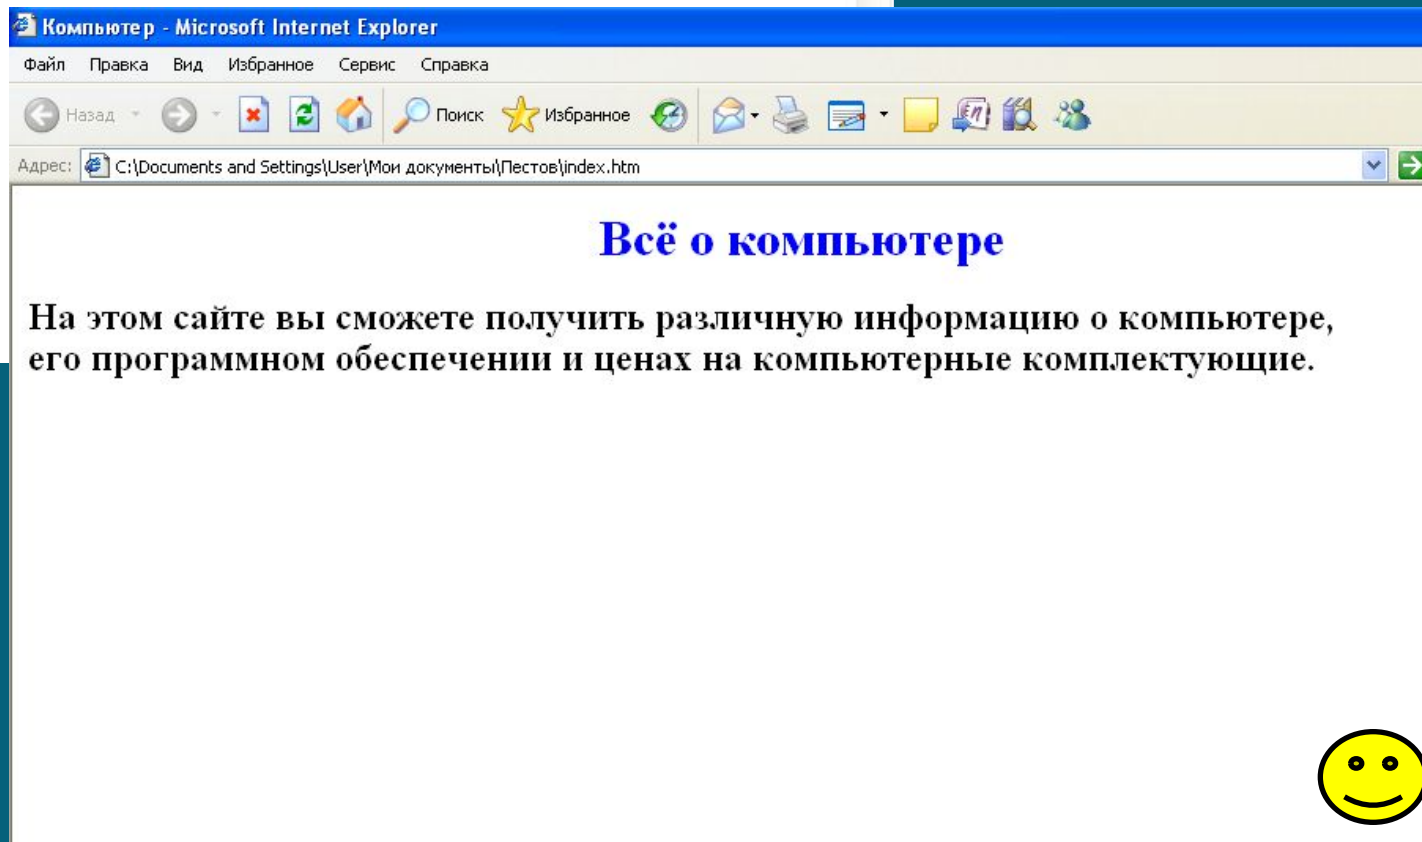 Компьютер - Microsoft Internet Explorer
Файл Правка Вид Избранное Сервис Справка
Назад Поиск Избранное
Адрес: C:\Documents and Settings\User\Мои документы\Пестов\index.htm
Всё о компьютере
На этом сайте вы сможете получить различную информацию о компьютере,
его программном обеспечении и ценах на компьютерные комплектующие.